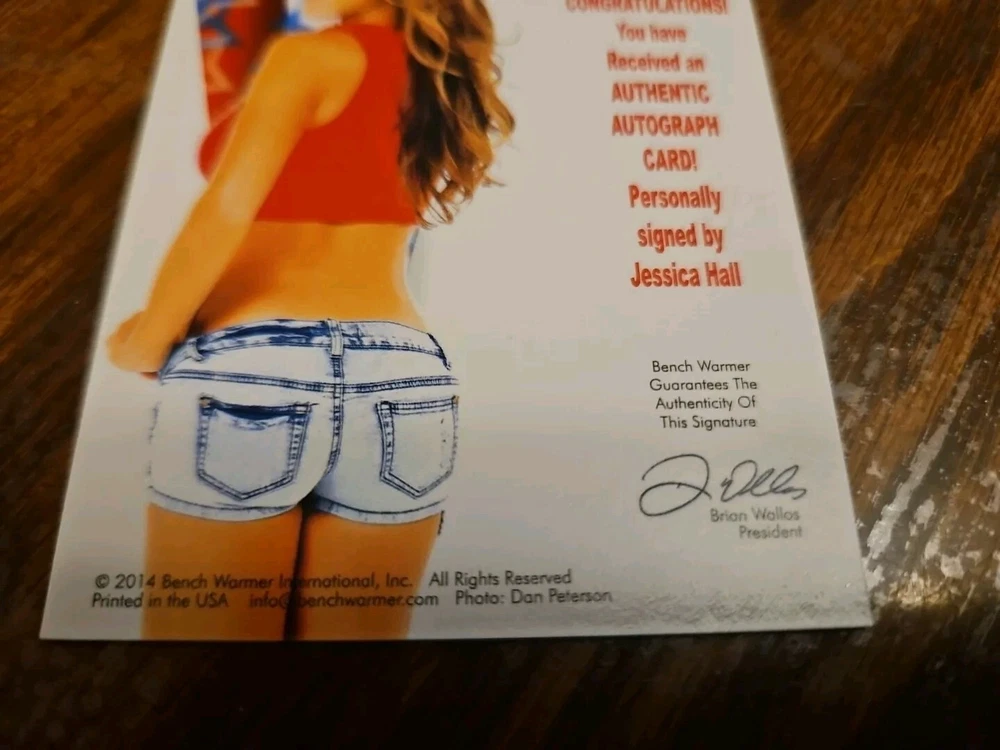 CONGRATULATIONS!
You have
Received an
AUTHENTIC
AUTOGRAPH
CARD!
Personally
signed by
Jessica Hall
Bench Warmer
Guarantees The
Authenticity Of
This Signature
Brian Wallos
President
© 2014 Bench Warmer International, Inc. All Rights Reserved
Printed in the USA info@benchwarmer.com Photo: Dan Peterson